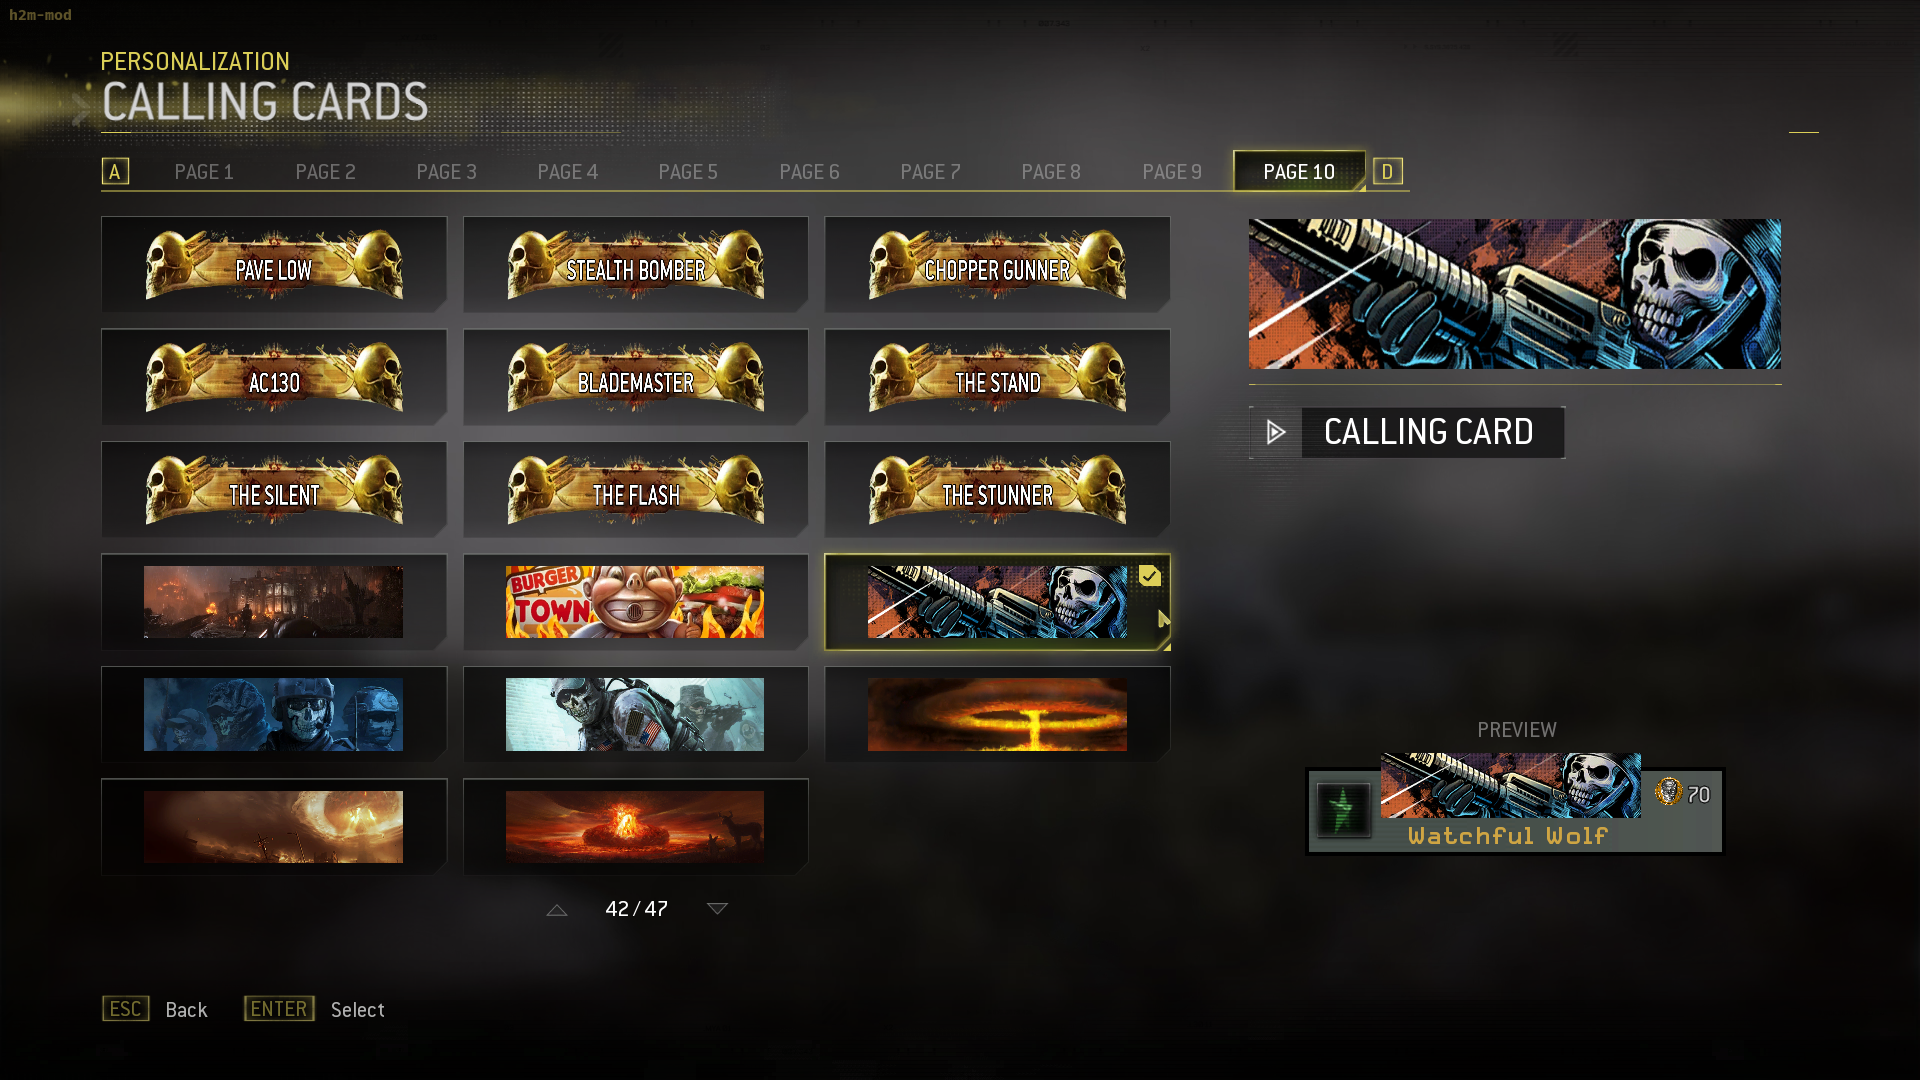 h2m-mod
PERSONALIZATION
CALLING CARDS
A PAGE 1 PAGE 2 PAGE 3 PAGE 4 PAGE 5 PAGE 6 PAGE 7 PAGE 8 PAGE 9 PAGE 10 D
PAVE LOW STEALTH BOMBER CHOPPER GUNNER
AC130 BLADEMASTER THE STAND
THE SILENT THE FLASH THE STUNNER
BURGER
TOWN
CALLING CARD
PREVIEW
70
Watchful Wolf
42 / 47
ESC Back ENTER Select